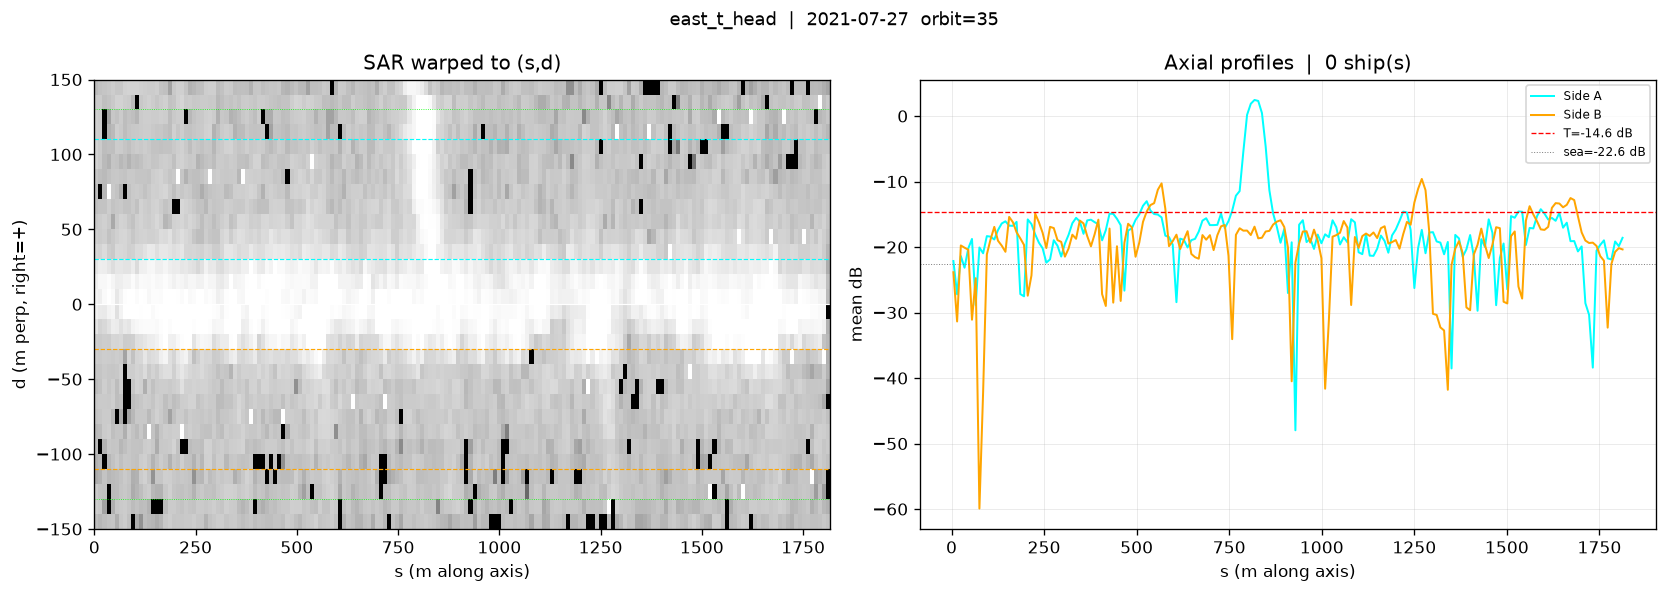 east_t_head | 2021-07-27 orbit=35
SAR warped to (s,d)
150
100
50
0
−50
−100
−150
d (m perp, right=+)
0
250
500
750
1000
1250
1500
1750
s (m along axis)
Axial profiles | 0 ship(s)
Side A
Side B
T=-14.6 dB
sea=-22.6 dB
0
−10
−20
−30
−40
−50
−60
mean dB
0
250
500
750
1000
1250
1500
1750
s (m along axis)